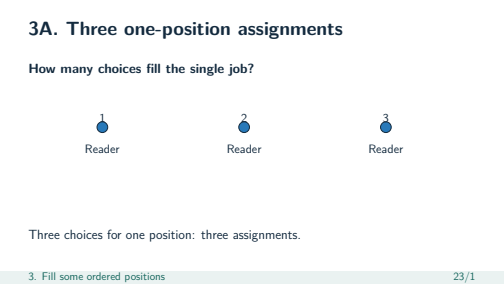 3A. Three one-position assignments
How many choices fill the single job?
1 2 3
Reader Reader Reader
Three choices for one position: three assignments.
3. Fill some ordered positions 23/1